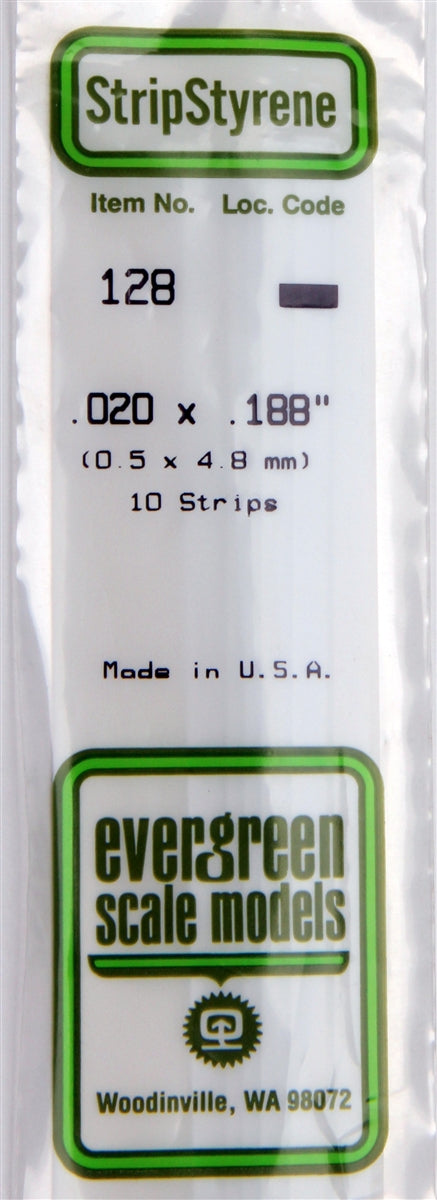 StripStyrene
Item No. Loc. Code
128
.020 x .188"
(0.5 x 4.8 mm)
10 Strips
Made in U.S.A.
evergreen
scale models
Woodinville, WA 98072